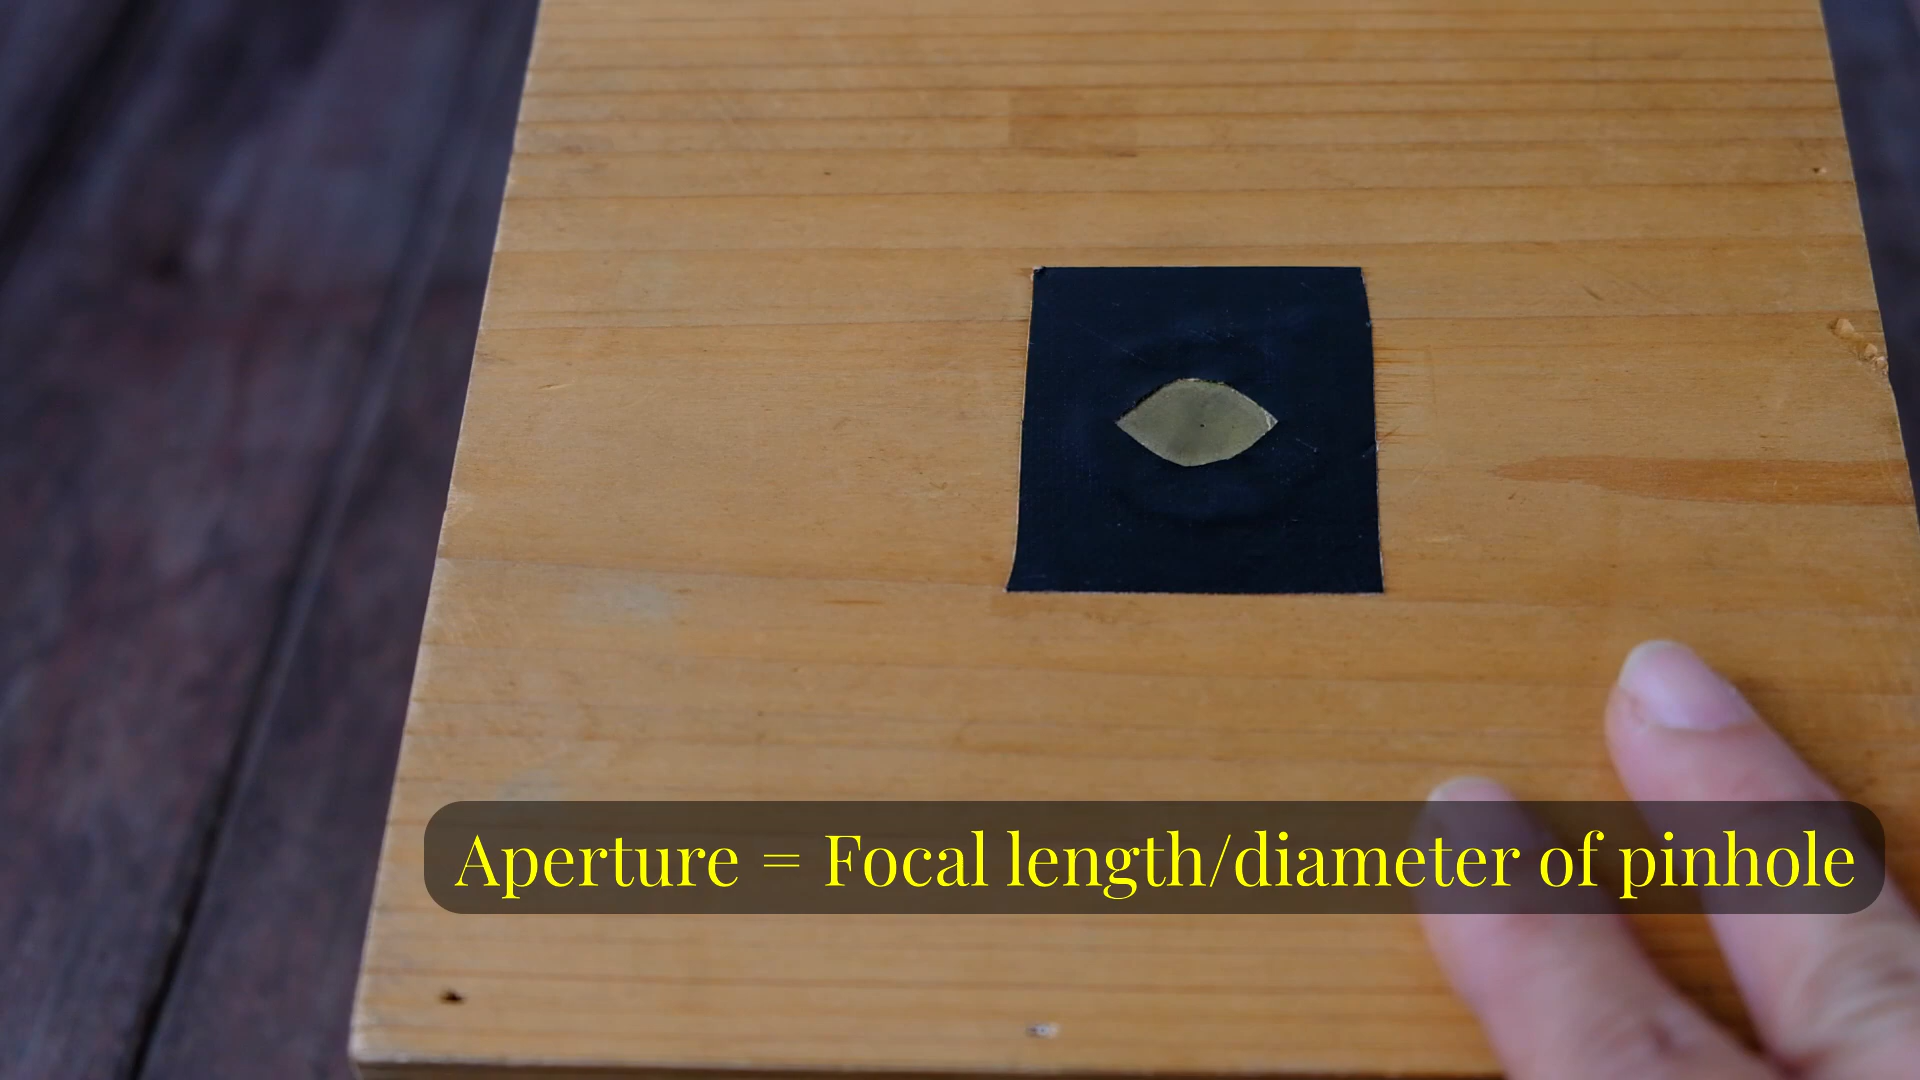 Aperture = Focal length/diameter of pinhole